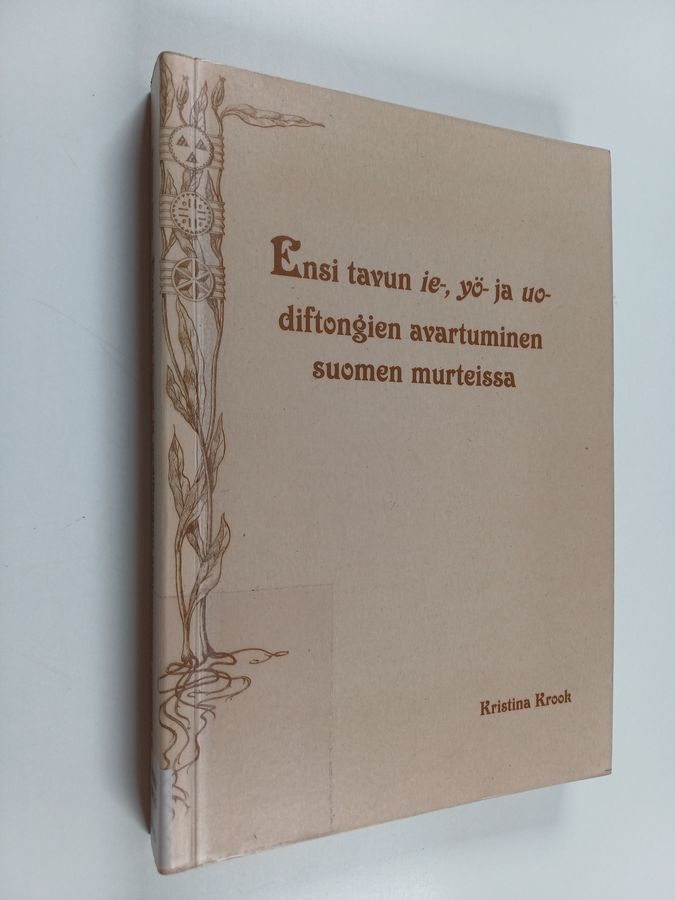 Ensi tavun ie-, yö- ja uo-
diftongien avartuminen
suomen murteissa
Kristina Krook